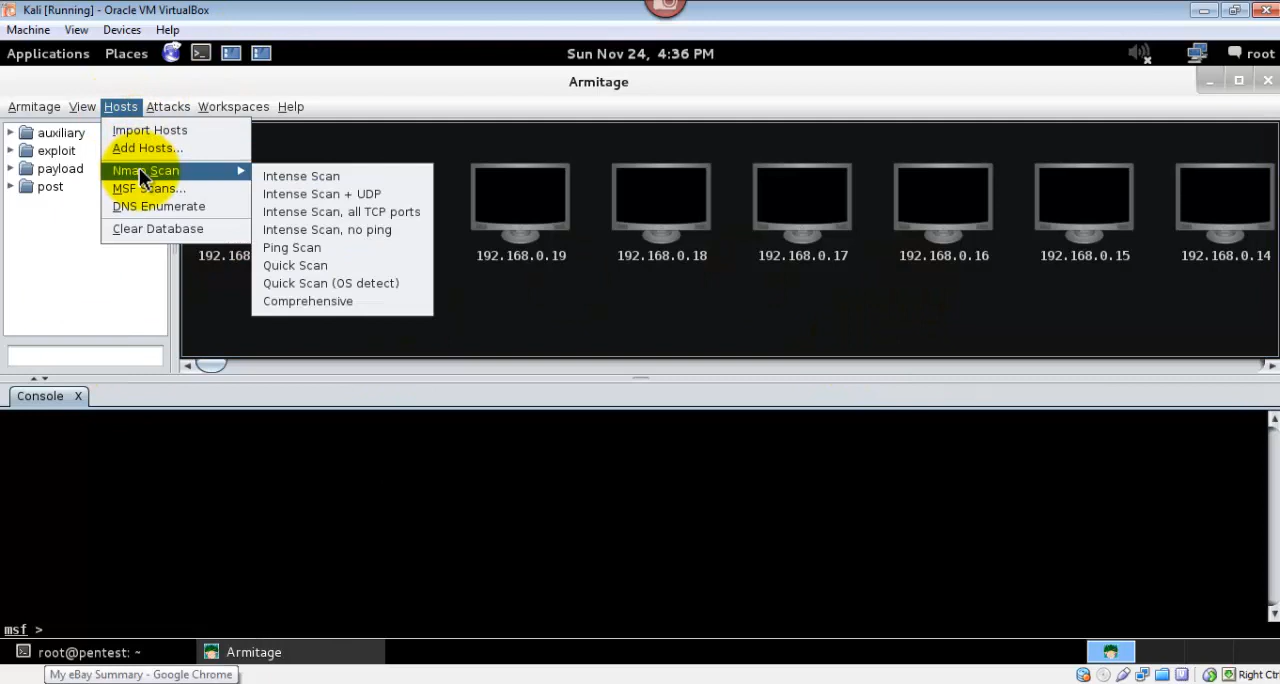 Kali [Running] - Oracle VM VirtualBox
Machine View Devices Help
Applications Places Sun Nov 24, 4:36 PM root
Armitage
Armitage View Hosts Attacks Workspaces Help
auxiliary
exploit
payload
post
Import Hosts
Add Hosts...
Nmap Scan
MSF Scans...
DNS Enumerate
Clear Database
Intense Scan
Intense Scan + UDP
Intense Scan, all TCP ports
Intense Scan, no ping
Ping Scan
Quick Scan
Quick Scan (OS detect)
Comprehensive
192.168 192.168.0.19 192.168.0.18 192.168.0.17 192.168.0.16 192.168.0.15 192.168.0.14
Console X
msf >
root@pentest: ~ Armitage
My eBay Summary - Google Chrome Right Ctr